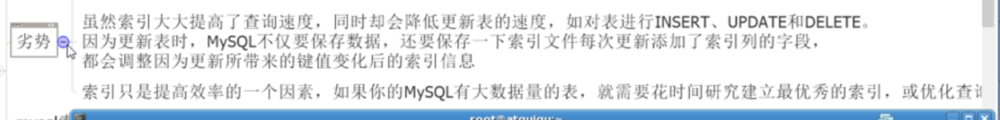 虽然索引大大提高了查询速度，同时却会降低更新表的速度，如对表进行INSERT、UPDATE和DELETE。
劣势
因为更新表时，MySQL不仅要保存数据，还要保存一下索引文件每次更新添加了索引列的字段，
都会调整因为更新所带来的键值变化后的索引信息
索引只是提高效率的一个因素，如果你的MySQL有大数据量的表，就需要花时间研究建立最优秀的索引，或优化查
root@atguigu:~